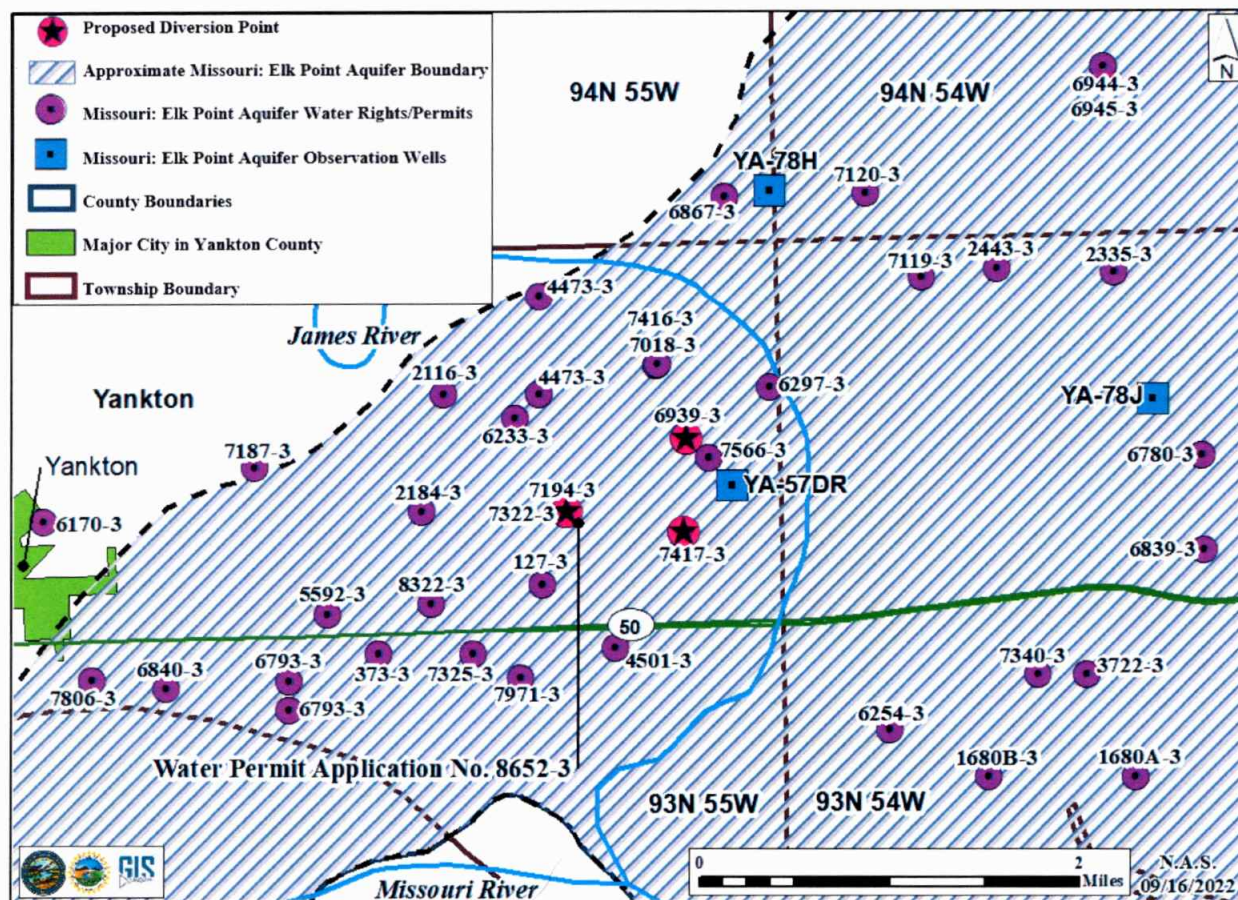 Proposed Diversion Point
Approximate Missouri: Elk Point Aquifer Boundary
Missouri: Elk Point Aquifer Water Rights/Permits
Missouri: Elk Point Aquifer Observation Wells
County Boundaries
Major City in Yankton County
Township Boundary
N
94N 55W
94N 54W
6944-3
6945-3
YA-78H
7120-3
6867-3
7119-3
2443-3
2335-3
4473-3
James River
7416-3
7018-3
2116-3
4473-3
6297-3
Yankton
6233-3
6939-3
YA-78J
7187-3
7566-3
6780-3
Yankton
2184-3
7194-3
7322-3
YA-57DR
6170-3
7417-3
6839-3
127-3
5592-3
8322-3
50
4501-3
7806-3
6840-3
6793-3
373-3
7325-3
7971-3
7340-3
3722-3
6793-3
6254-3
Water Permit Application No. 8652-3
1680B-3
1680A-3
93N 55W
93N 54W
GIS
Missouri River
0
2
Miles
N.A.S.
09/16/2022